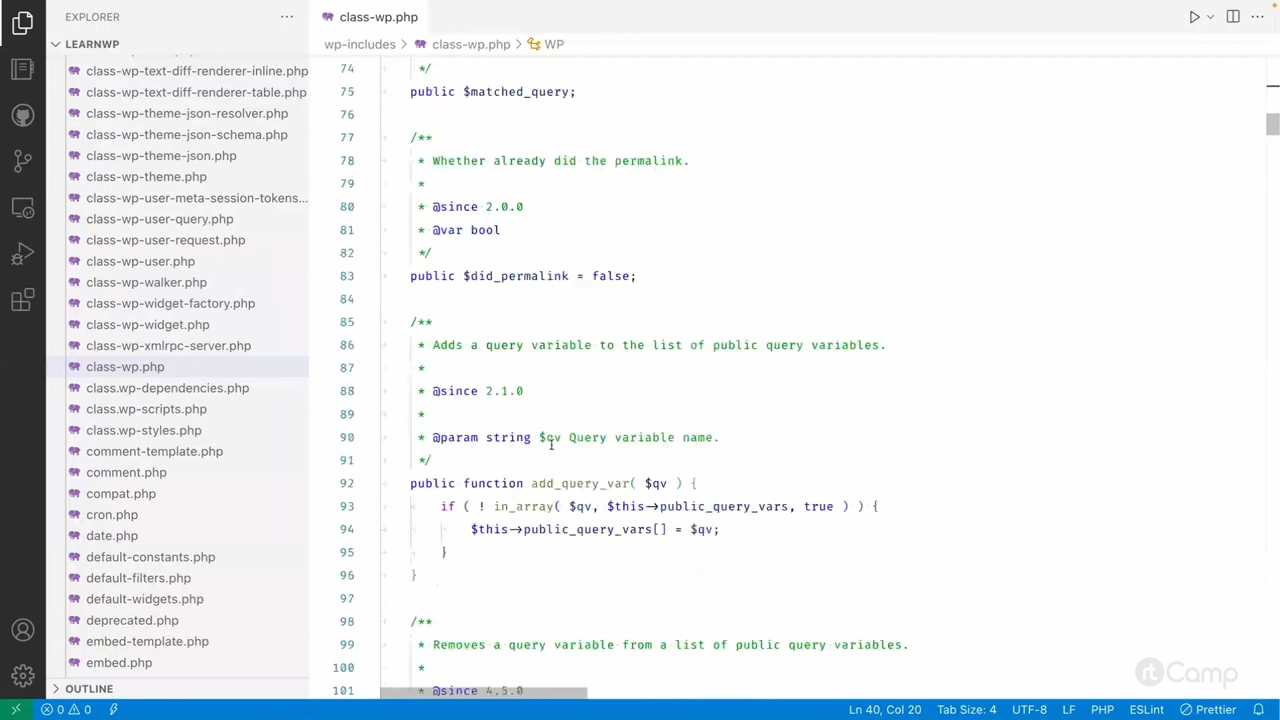 EXPLORER
LEARNWP
class-wp-text-diff-renderer-inline.php
class-wp-text-diff-renderer-table.php
class-wp-theme-json-resolver.php
class-wp-theme-json-schema.php
class-wp-theme-json.php
class-wp-theme.php
class-wp-user-meta-session-tokens...
class-wp-user-query.php
class-wp-user-request.php
class-wp-user.php
class-wp-walker.php
class-wp-widget-factory.php
class-wp-widget.php
class-wp-xmlrpc-server.php
class-wp.php
class.wp-dependencies.php
class.wp-scripts.php
class.wp-styles.php
comment-template.php
comment.php
compat.php
cron.php
date.php
default-constants.php
default-filters.php
default-widgets.php
deprecated.php
embed-template.php
embed.php
OUTLINE
class-wp.php
wp-includes > class-wp.php > WP
74 */
75 public $matched_query;
76
77 /**
78 * Whether already did the permalink.
79 *
80 * @since 2.0.0
81 * @var bool
82 */
83 public $did_permalink = false;
84
85 /**
86 * Adds a query variable to the list of public query variables.
87 *
88 * @since 2.1.0
89 *
90 * @param string $qv Query variable name.
91 */
92 public function add_query_var( $qv ) {
93 if ( ! in_array( $qv, $this->public_query_vars, true ) ) {
94 $this->public_query_vars[] = $qv;
95 }
96 }
97
98 /**
99 * Removes a query variable from a list of public query variables.
100 *
101 * @since 4.5.0
rtCamp
0 0
Ln 40, Col 20
Tab Size: 4
UTF-8
LF
PHP
ESLint
Prettier